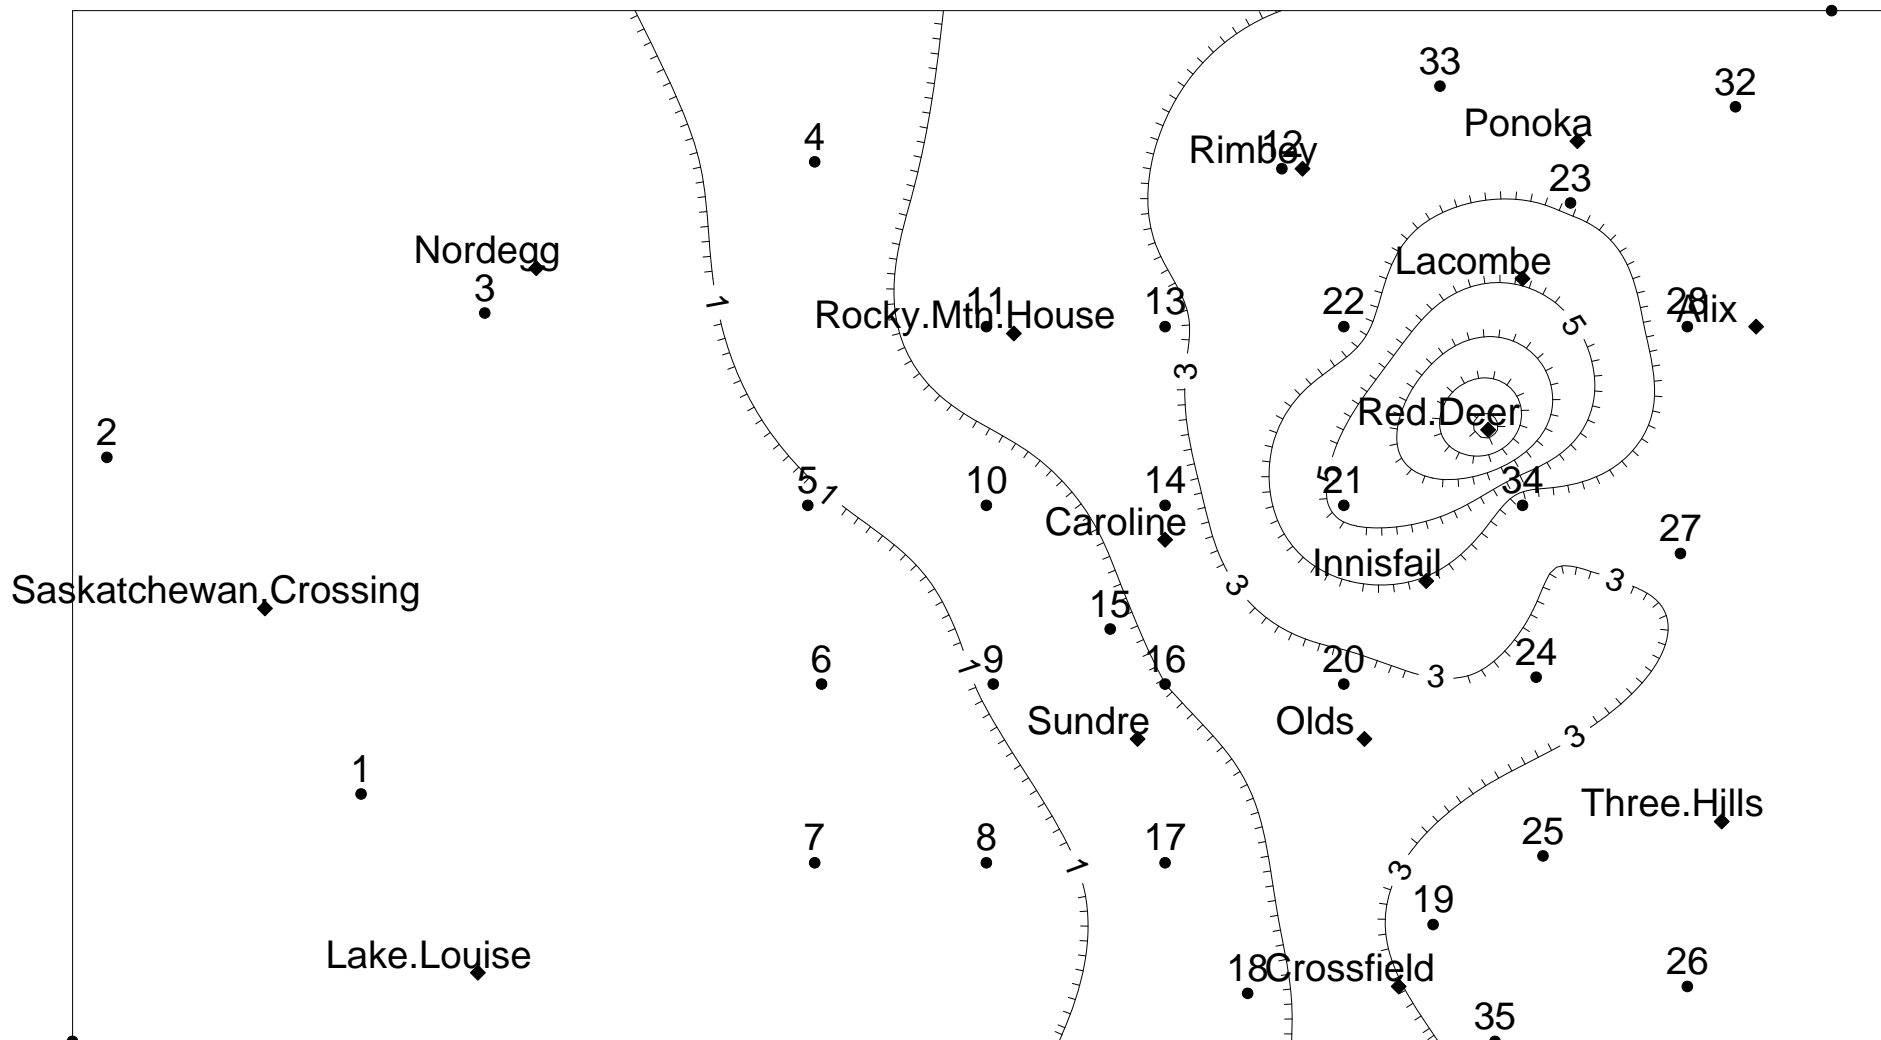 33
32
4
Ponoka
12
Rimbey
23
Nordegg
Lacombe
3
1
Rocky.Mtn.House
11
13
22
28
Alix
5
3
Red.Deer
2
5
1
10
14
5
21
34
Caroline
27
Innisfail
3
3
Saskatchewan.Crossing
15
6
1
9
16
20
3
24
Sundre
Olds
3
1
Three.Hills
7
8
1
17
3
25
19
Lake.Louise
18
Crossfield
26
35